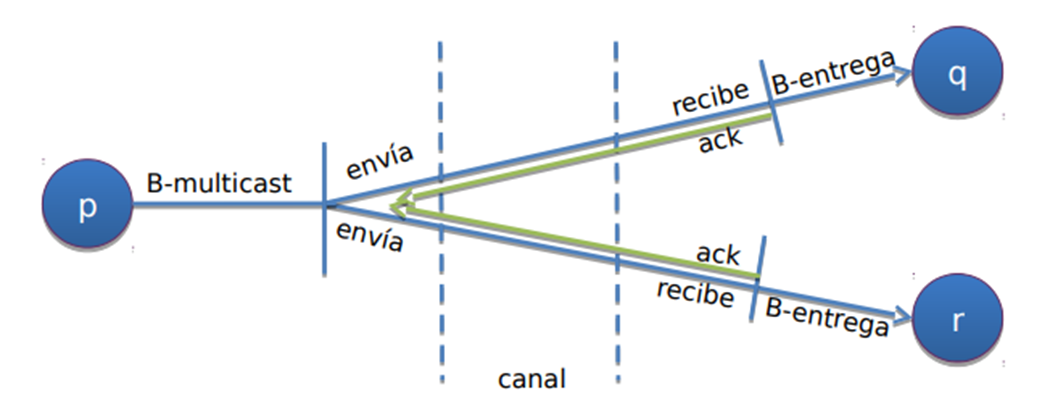 p
B-multicast
envía
envía
canal
recibe
ack
B-entrega
q
ack
recibe
B-entrega
r